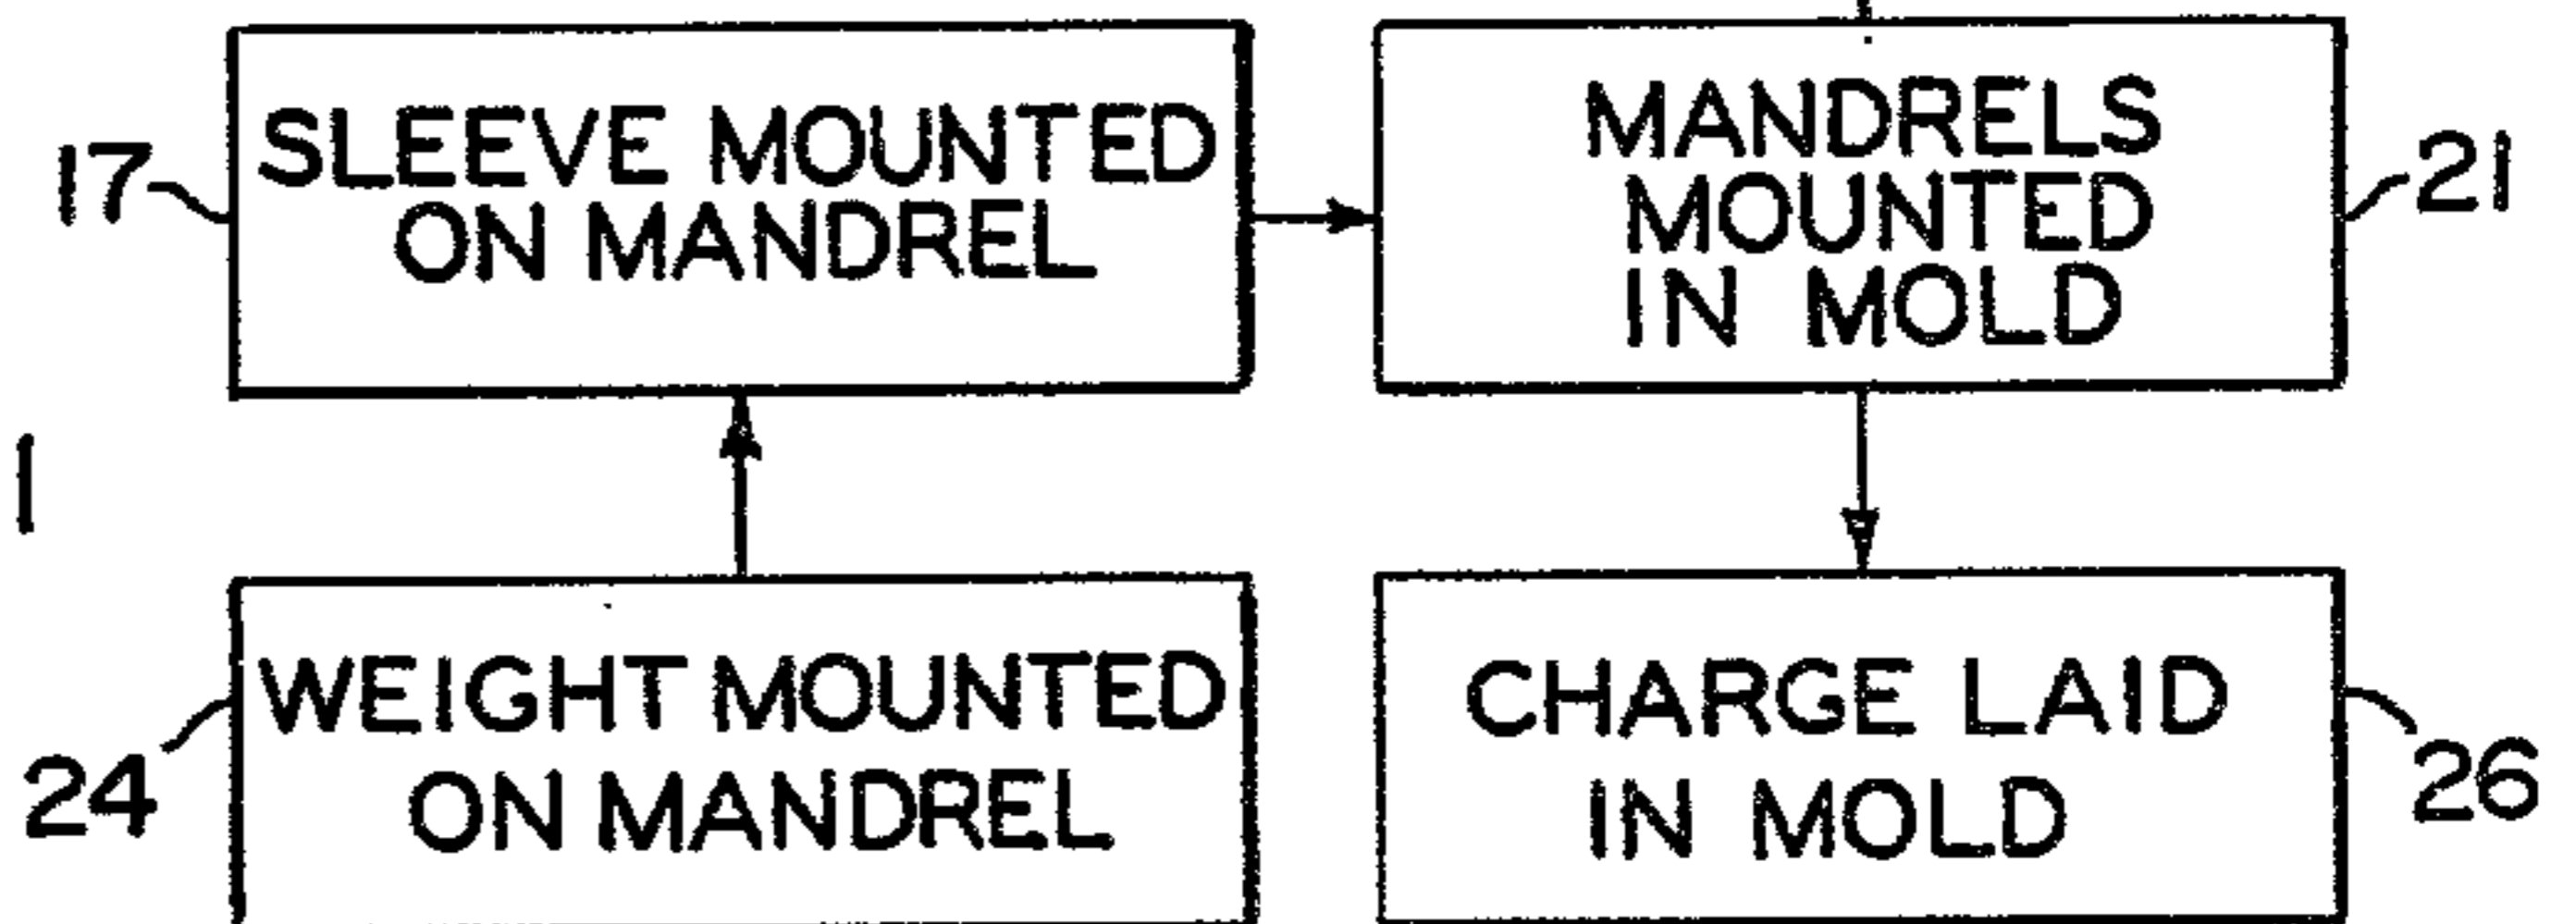 17
SLEEVE MOUNTED
ON MANDREL
MANDRELS
MOUNTED
IN MOLD
21
1
24
WEIGHT MOUNTED
ON MANDREL
CHARGE LAID
IN MOLD
26